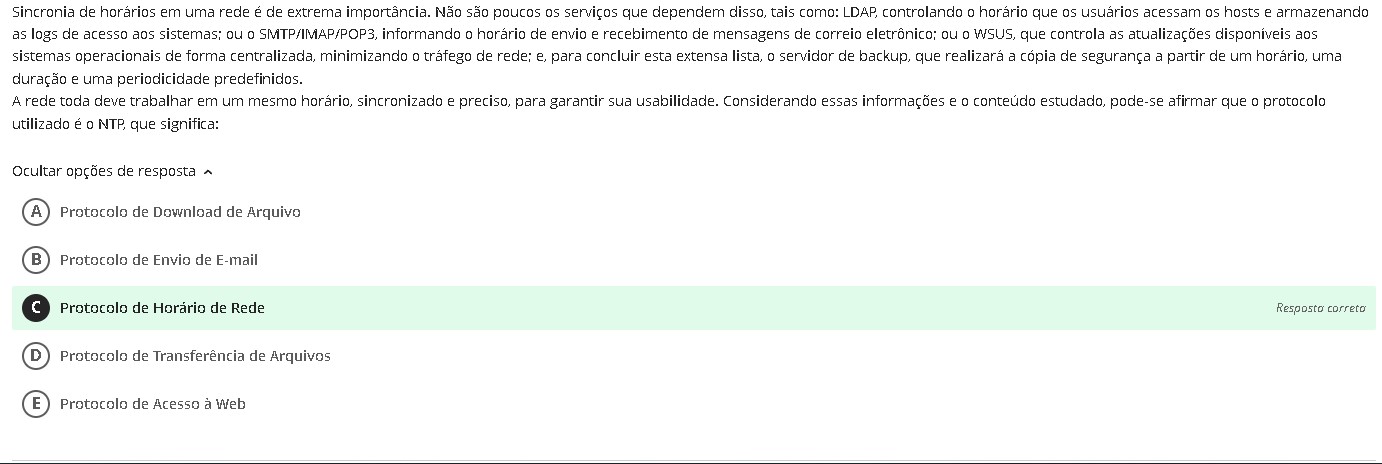 Sincronia de horários em uma rede é de extrema importância. Não são poucos os serviços que dependem disso, tais como: LDAP, controlando o horário que os usuários acessam os hosts e armazenando
as logs de acesso aos sistemas; ou o SMTP/IMAP/POP3, informando o horário de envio e recebimento de mensagens de correio eletrônico; ou o WSUS, que controla as atualizações disponíveis aos
sistemas operacionais de forma centralizada, minimizando o tráfego de rede; e, para concluir esta extensa lista, o servidor de backup, que realizará a cópia de segurança a partir de um horário, uma
duração e uma periodicidade predefinidos.
A rede toda deve trabalhar em um mesmo horário, sincronizado e preciso, para garantir sua usabilidade. Considerando essas informações e o conteúdo estudado, pode-se afirmar que o protocolo
utilizado é o NTP, que significa:
Ocultar opções de resposta
A Protocolo de Download de Arquivo
B Protocolo de Envio de E-mail
C Protocolo de Horário de Rede Resposta correta
D Protocolo de Transferência de Arquivos
E Protocolo de Acesso à Web